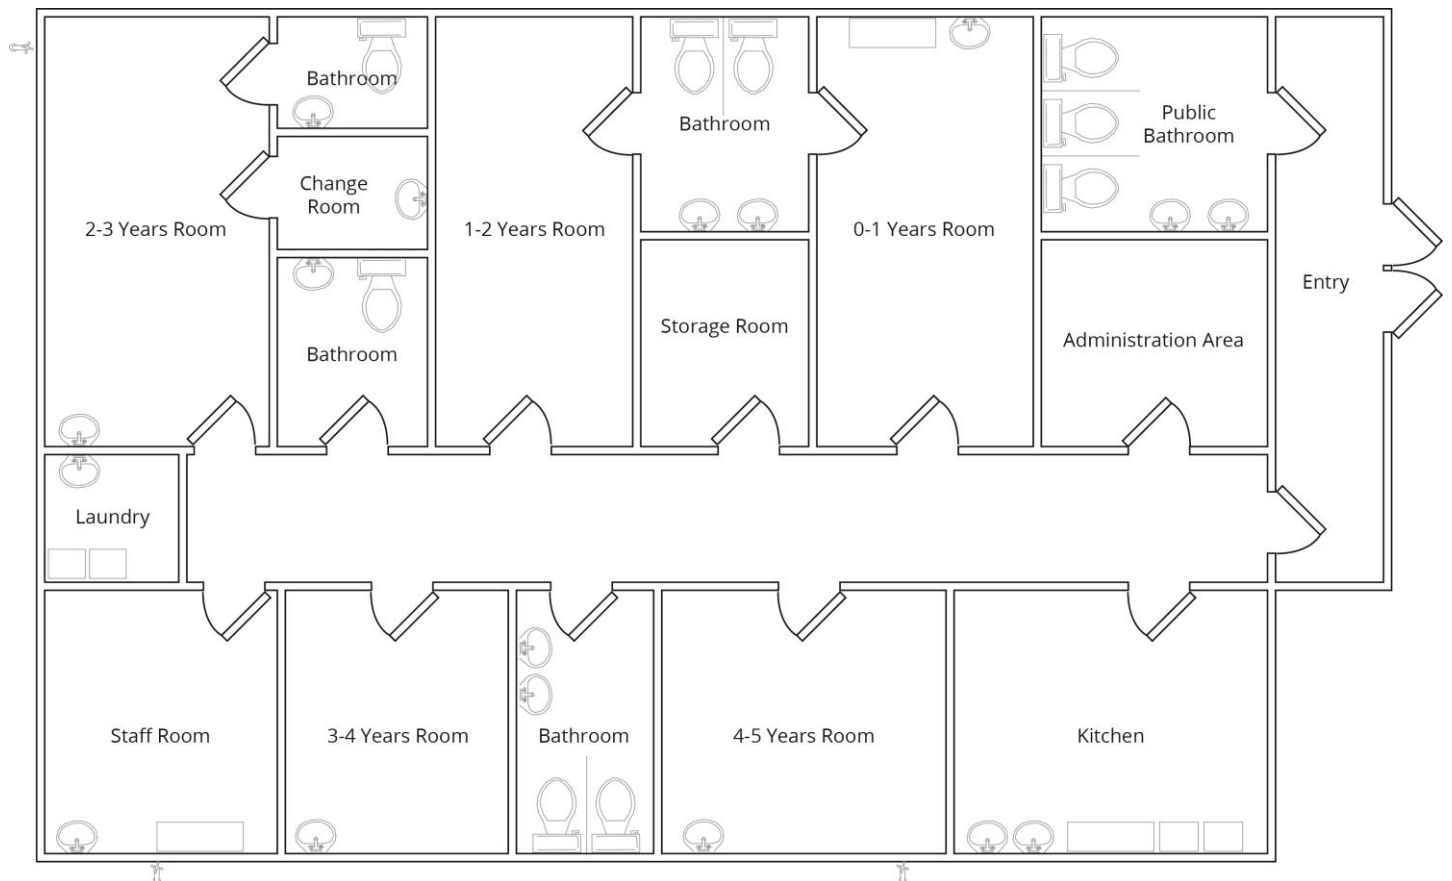 Bathroom
Change
Room
2-3 Years Room
Bathroom
1-2 Years Room
Bathroom
Storage Room
0-1 Years Room
Public
Bathroom
Administration Area
Entry
Laundry
Staff Room
3-4 Years Room
Bathroom
4-5 Years Room
Kitchen